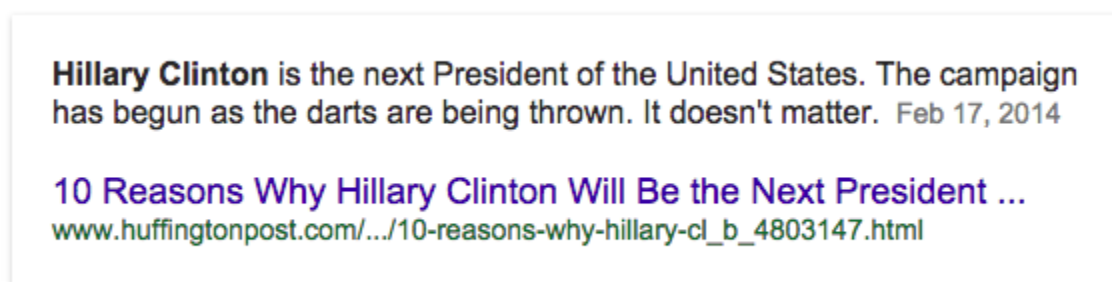 Hillary Clinton is the next President of the United States. The campaign
has begun as the darts are being thrown. It doesn't matter. Feb 17, 2014
10 Reasons Why Hillary Clinton Will Be the Next President ...
www.huffingtonpost.com/.../10-reasons-why-hillary-cl_b_4803147.html